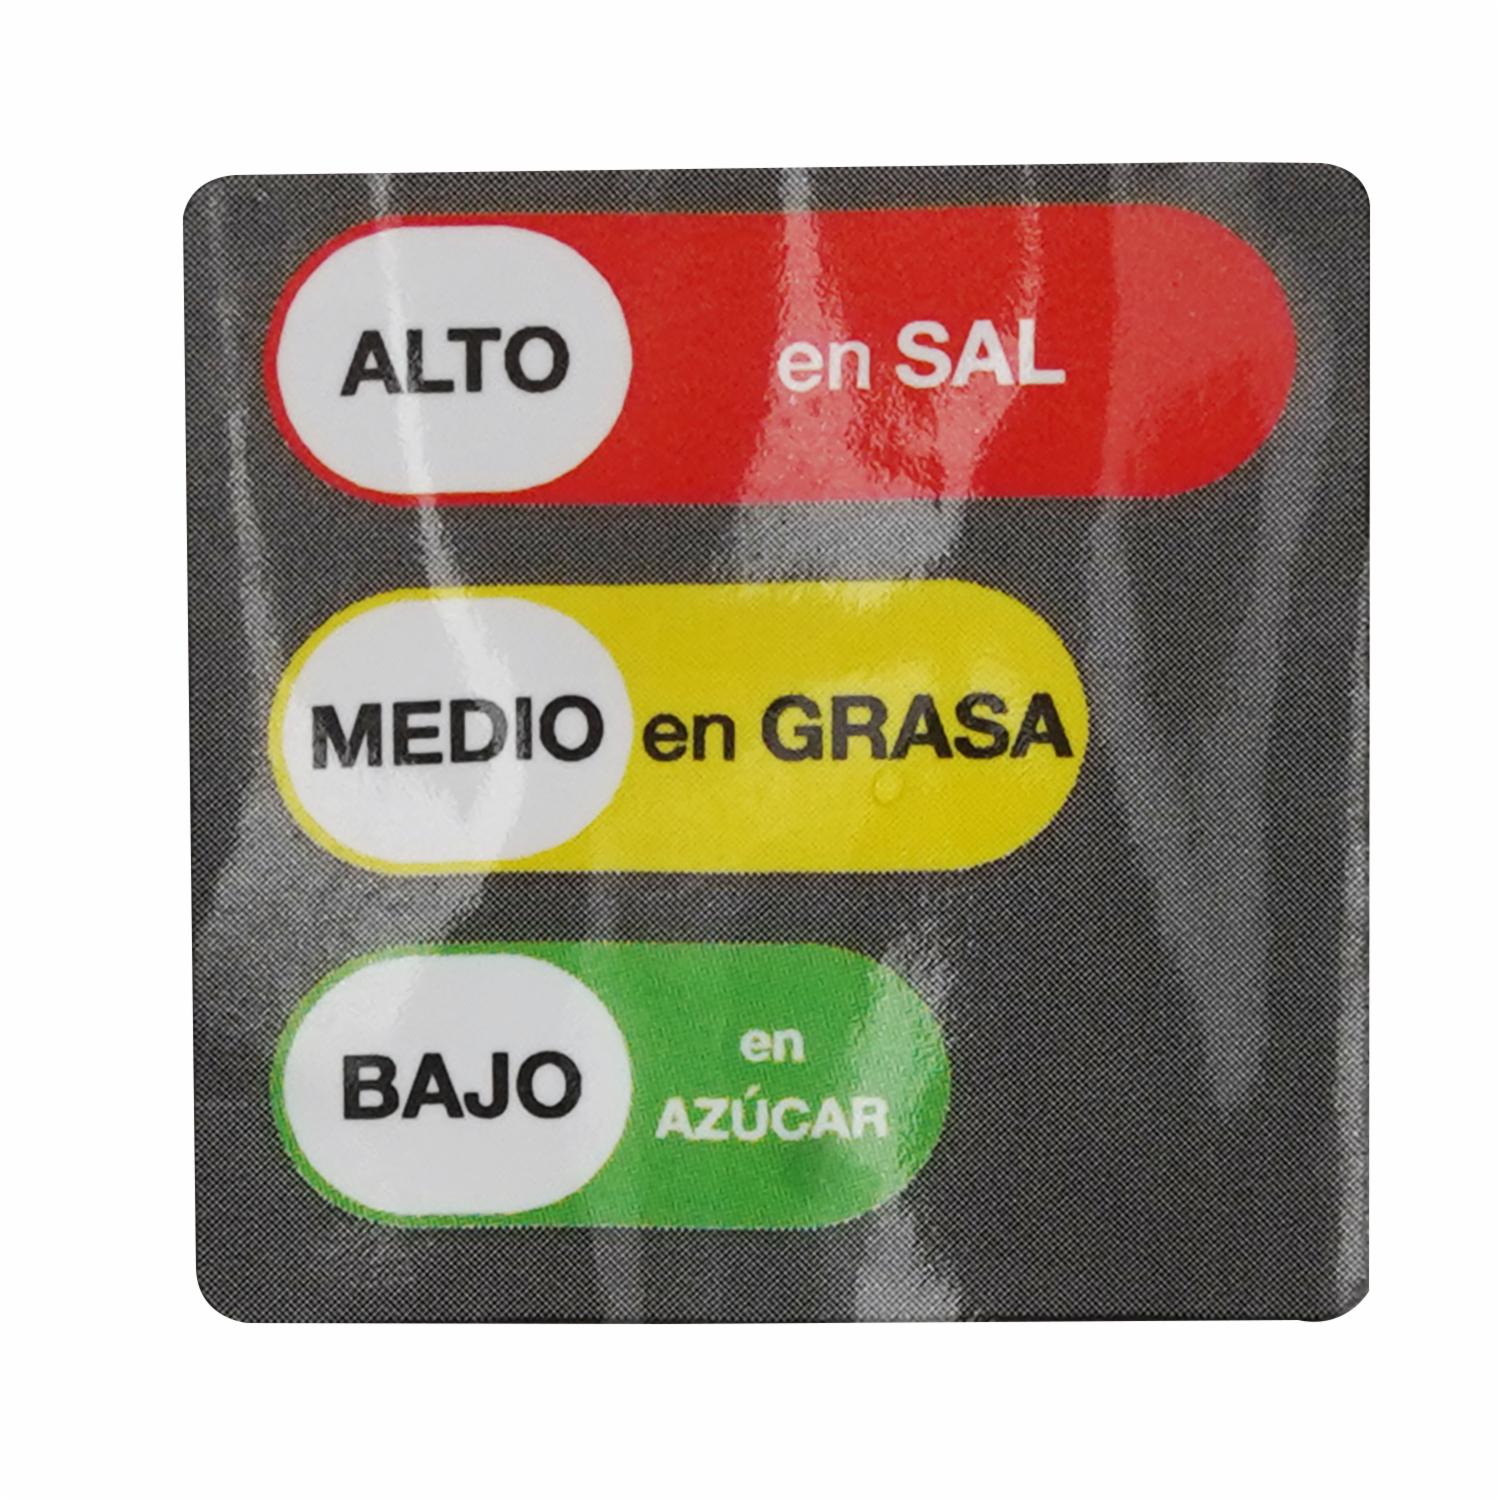 ALTO en SAL
MEDIO en GRASA
BAJO en
AZÚCAR